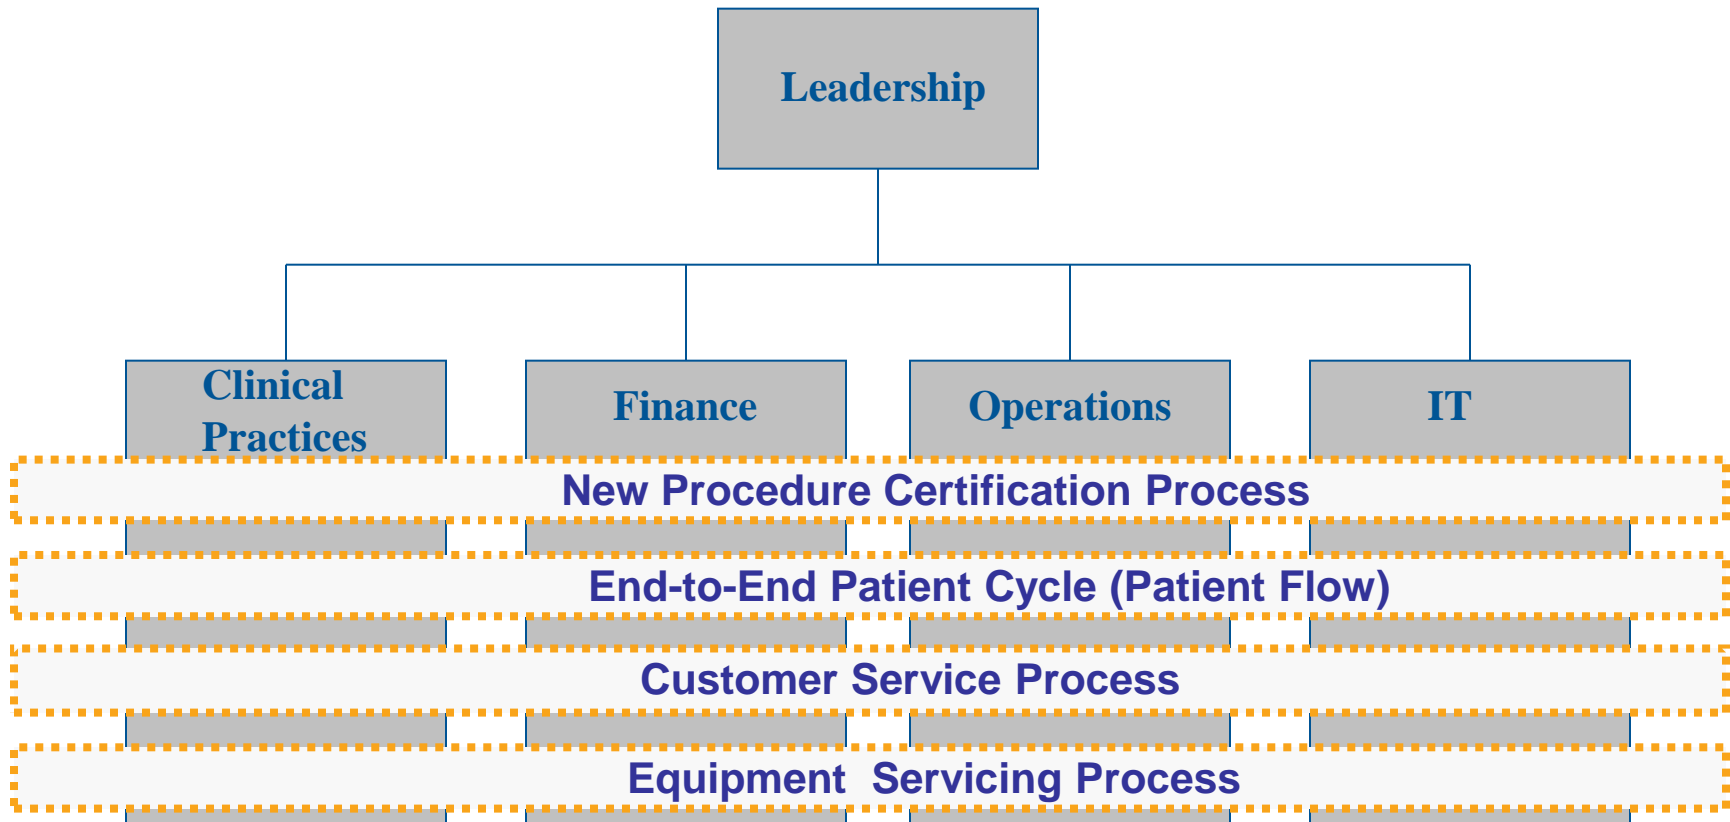 Leadership
Clinical
Practices
Finance
Operations
IT
New Procedure Certification Process
End-to-End Patient Cycle (Patient Flow)
Customer Service Process
Equipment  Servicing Process